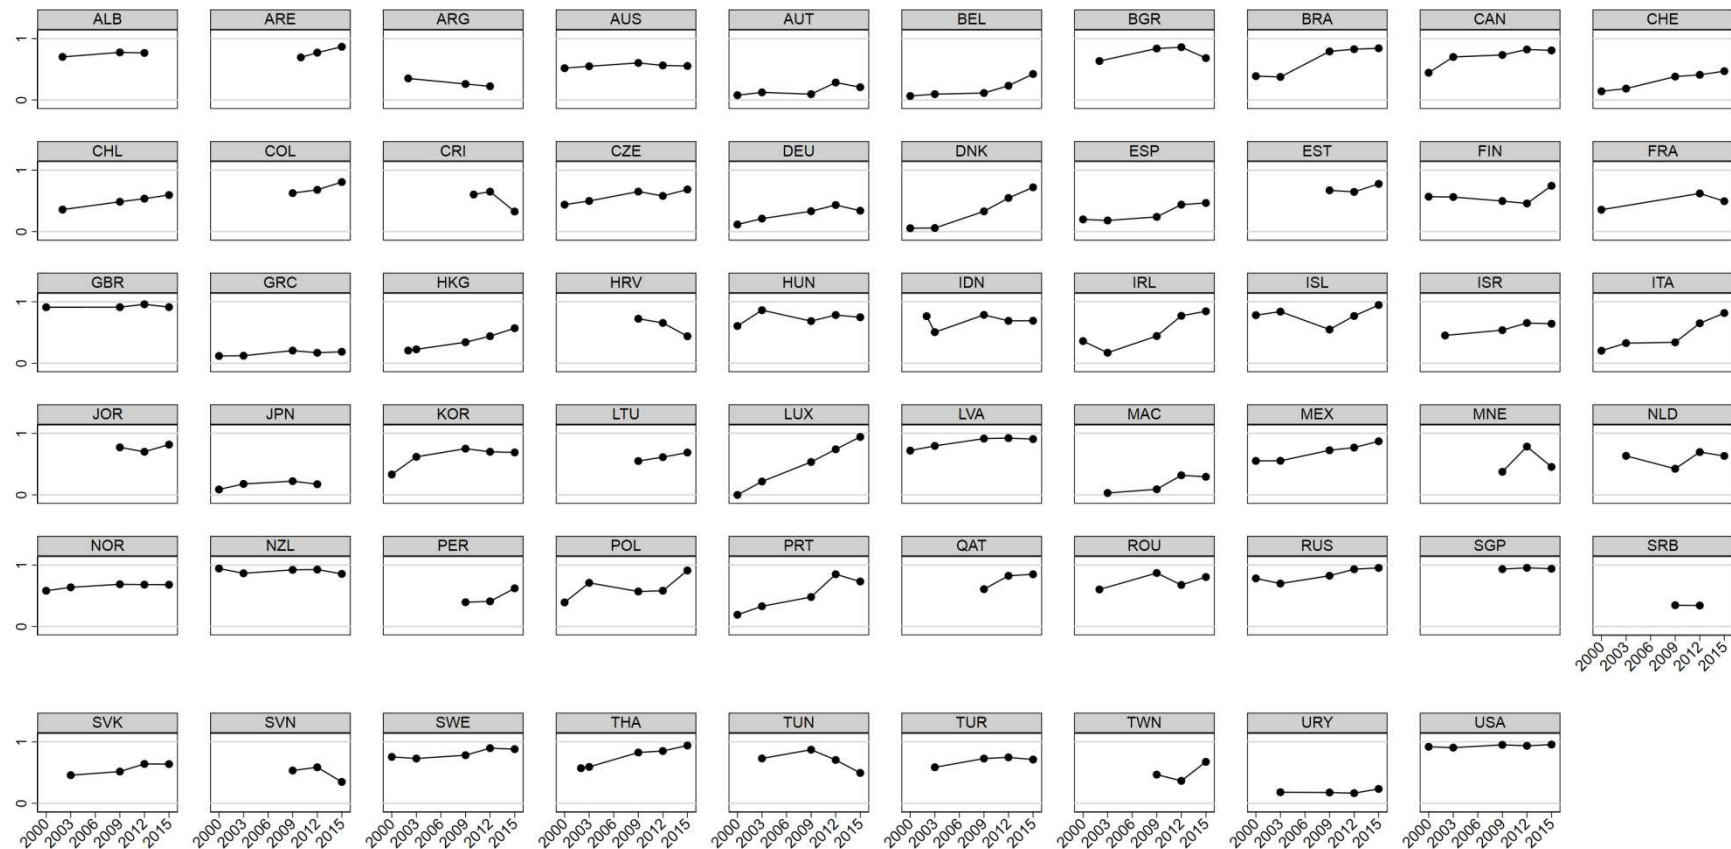 ALB ARE ARG AUS AUT BEL BGR BRA CAN CHE
1
0
CHL COL CRI CZE DEU DNK ESP EST FIN FRA
1
0
GBR GRC HKG HRV HUN IDN IRL ISL ISR ITA
1
0
JOR JPN KOR LTU LUX LVA MAC MEX MNE NLD
1
0
NOR NZL PER POL PRT QAT ROU RUS SGP SRB
1
0
2000 2003 2006 2009 2012 2015
SVK SVN SWE THA TUN TUR TWN URY USA
1
0
2000 2003 2006 2009 2012 2015 2000 2003 2006 2009 2012 2015 2000 2003 2006 2009 2012 2015 2000 2003 2006 2009 2012 2015 2000 2003 2006 2009 2012 2015 2000 2003 2006 2009 2012 2015 2000 2003 2006 2009 2012 2015 2000 2003 2006 2009 2012 2015 2000 2003 2006 2009 2012 2015